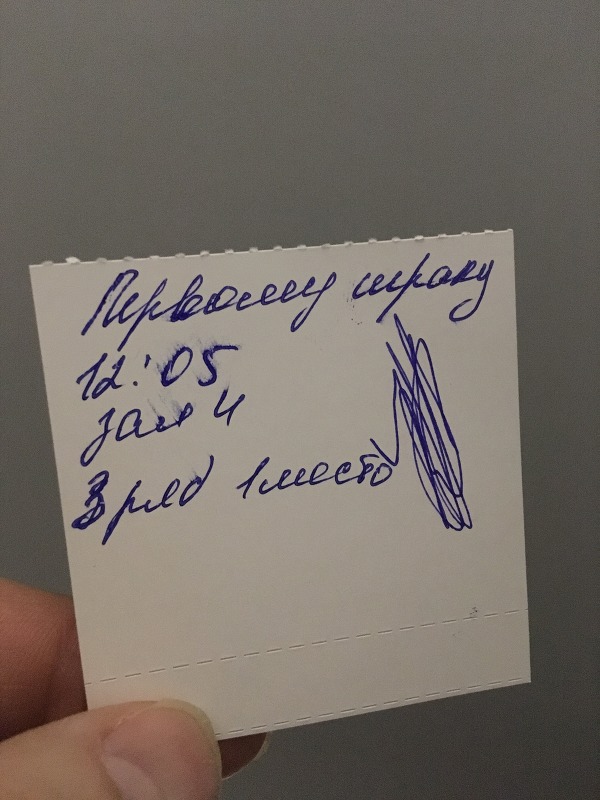 Первому игроку
12:05
зал 4
3 ряд 1 место